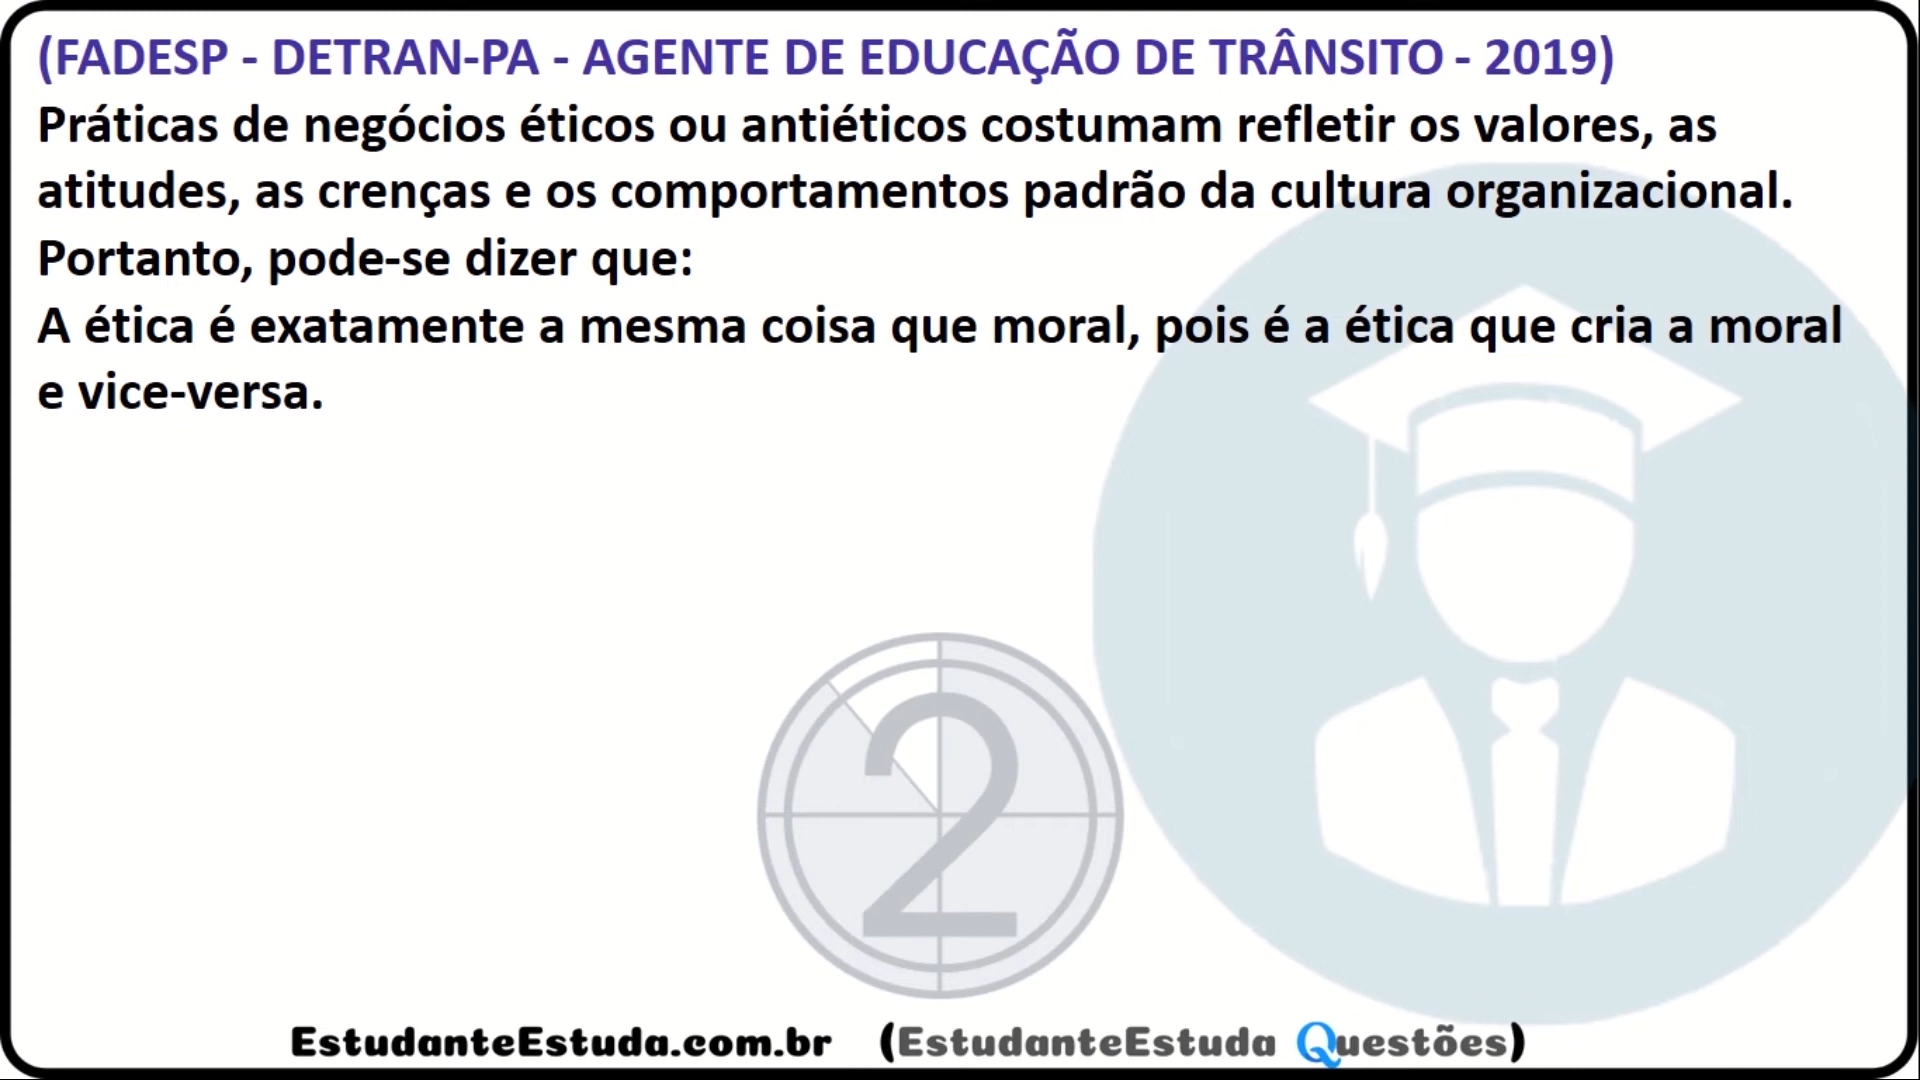 (FADESP - DETRAN-PA - AGENTE DE EDUCAÇÃO DE TRÂNSITO - 2019)
Práticas de negócios éticos ou antiéticos costumam refletir os valores, as
atitudes, as crenças e os comportamentos padrão da cultura organizacional.
Portanto, pode-se dizer que:
A ética é exatamente a mesma coisa que moral, pois é a ética que cria a moral
e vice-versa.
2
EstudanteEstuda.com.br (EstudanteEstuda Questões)